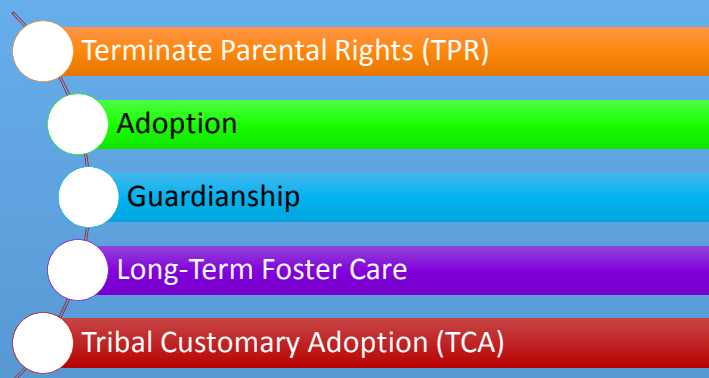 Terminate Parental Rights (TPR)
Adoption
Guardianship
Long-Term Foster Care
Tribal Customary Adoption (TCA)